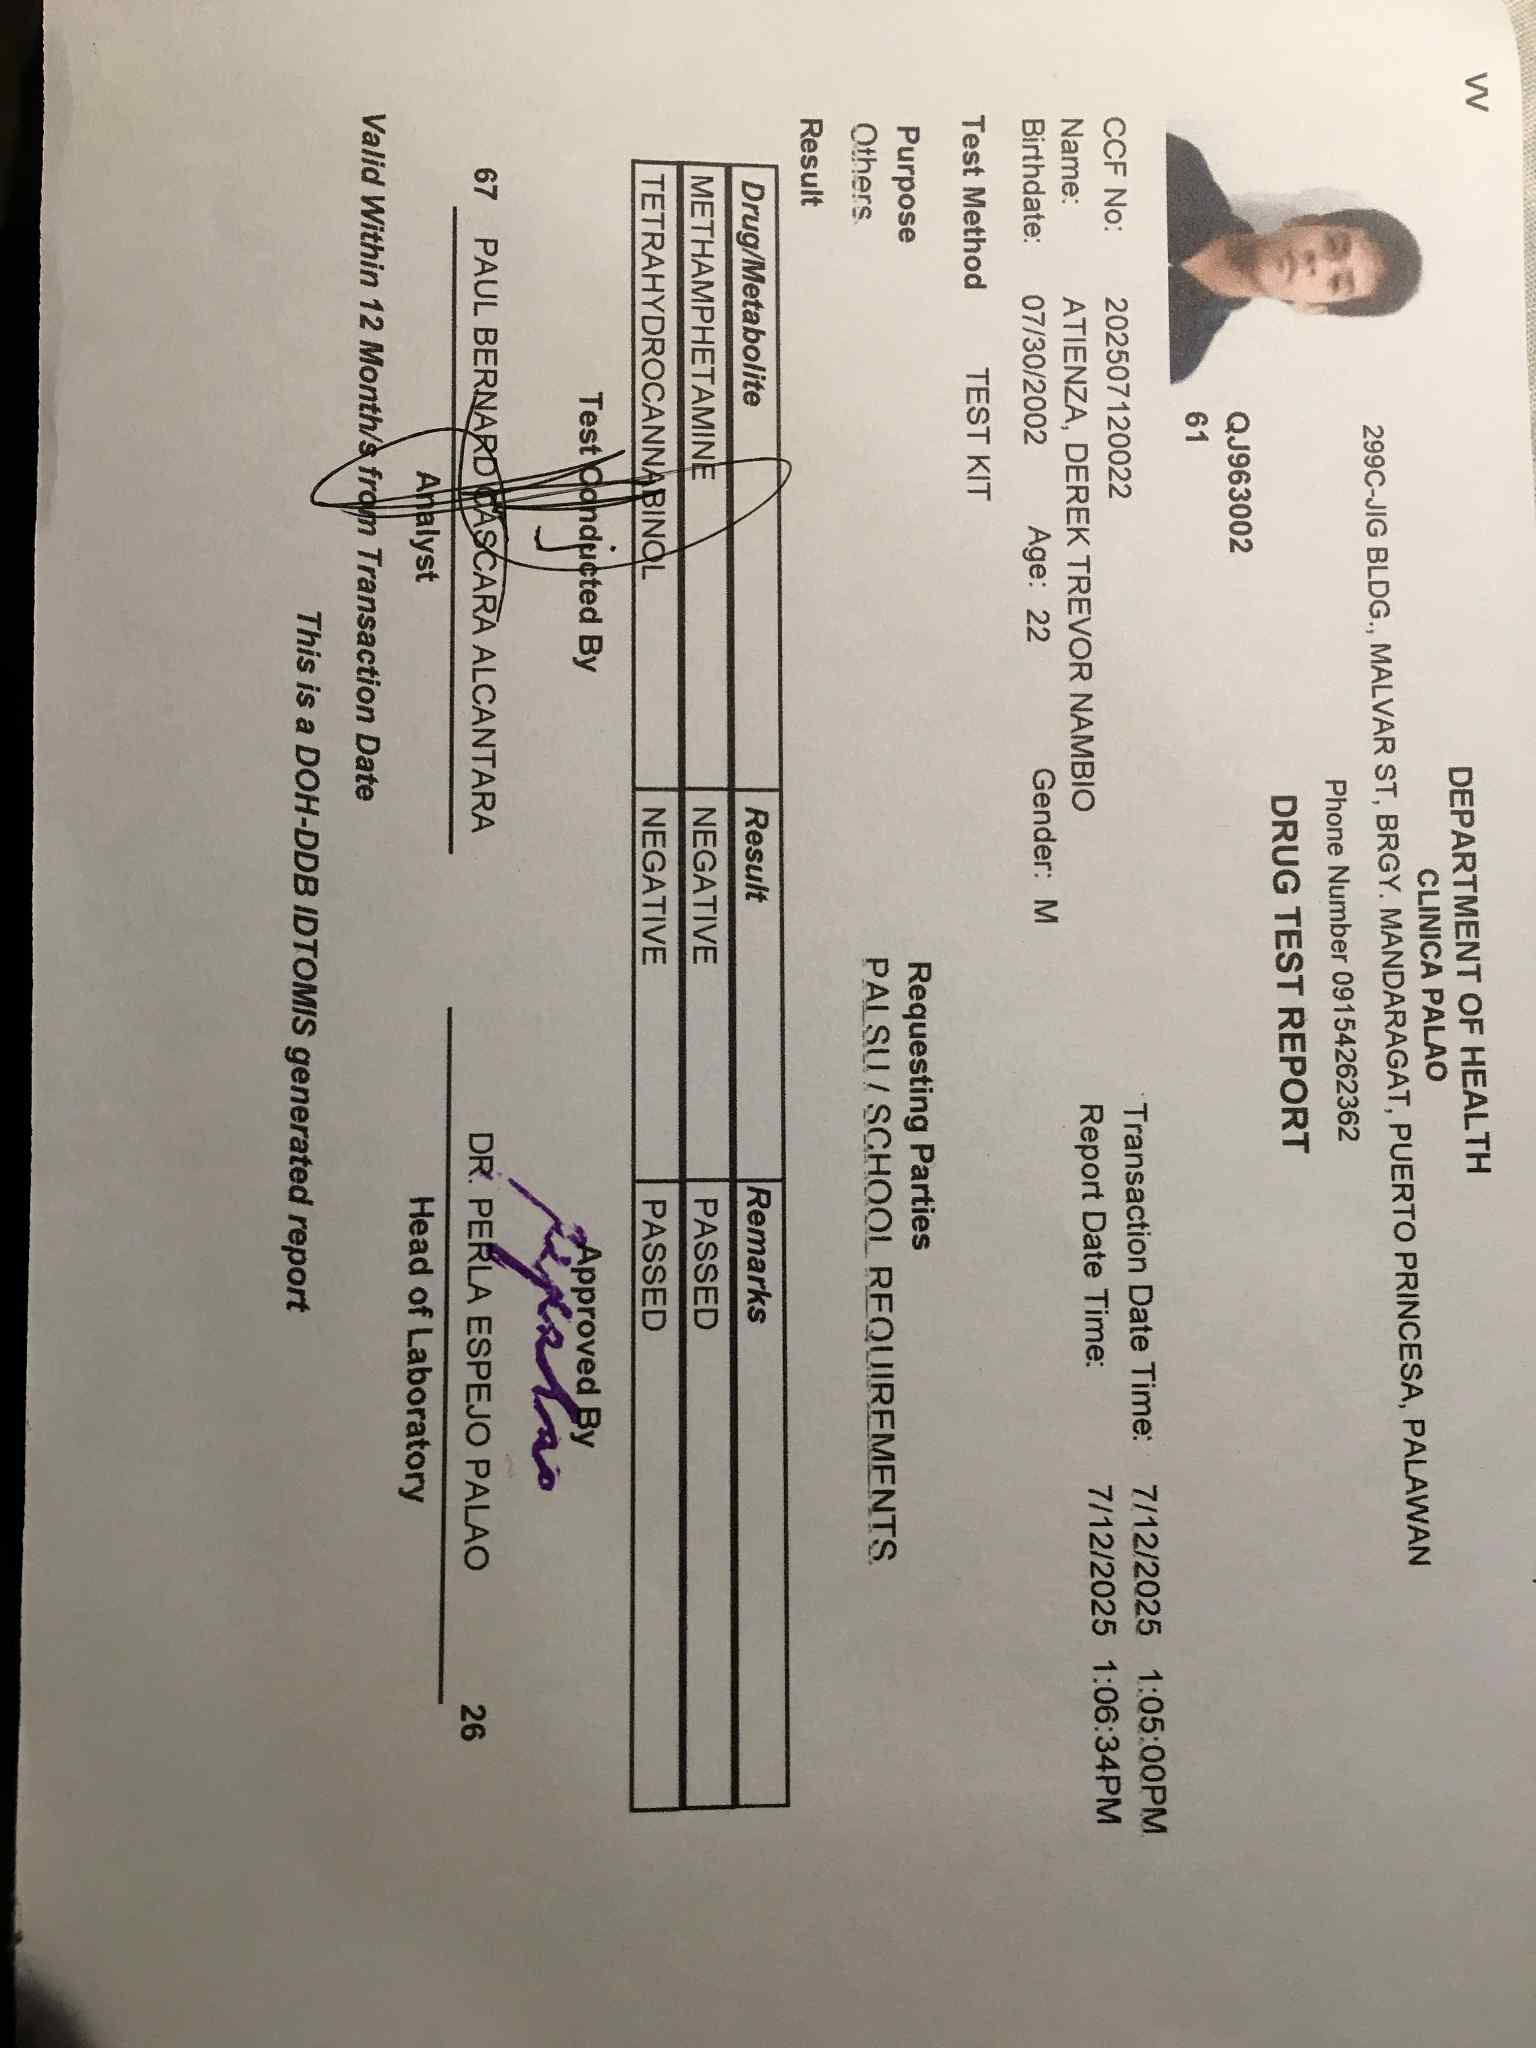 VV
DEPARTMENT OF HEALTH
CLINICA PALAO
299C-JIG BLDG., MALVAR ST, BRGY. MANDARAGAT, PUERTO PRINCESA, PALAWAN
Phone Number 09154262362
DRUG TEST REPORT
QJ963002
61
CCF No: 202507120022
Transaction Date Time: 7/12/2025 1:05:00PM
Name: ATIENZA, DEREK TREVOR NAMBIO
Report Date Time: 7/12/2025 1:06:34PM
Birthdate: 07/30/2002 Age: 22 Gender: M
Test Method TEST KIT
Purpose
Others
Requesting Parties
PALSU / SCHOOL REQUIREMENTS
Result
Drug/Metabolite Result Remarks
METHAMPHETAMINE NEGATIVE PASSED
TETRAHYDROCANNABINOL NEGATIVE PASSED
Test Conducted By
Approved By
67 PAUL BERNARD CASCARA ALCANTARA
DR. PERLA ESPEJO PALAO 26
Analyst
Head of Laboratory
Valid Within 12 Month/s from Transaction Date
This is a DOH-DDB IDTOMIS generated report